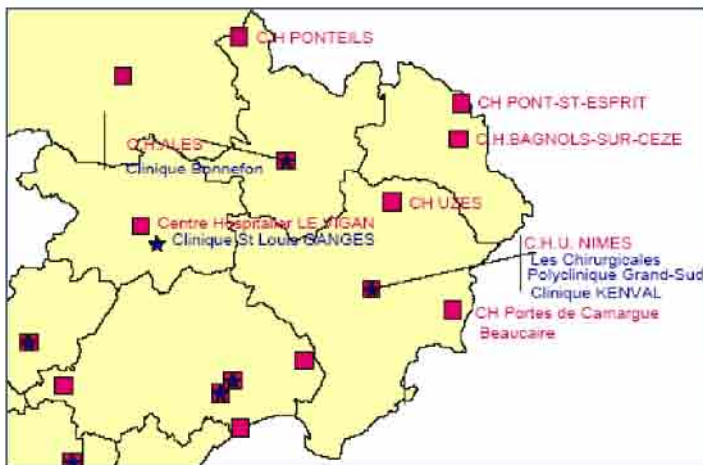 C.H PONTEILS
CH PONT-ST-ESPRIT
C.H.BAGNOLS-SUR-CEZE
C.H.ALES
Clinique Bonnefon
CH UZES
Centre Hospitalier LE VIGAN
Clinique St Louis GANGES
C.H.U. NIMES
Les Chirurgicales
Polyclinique Grand-Sud
Clinique KENVAL
CH Portes de Camargue
Beaucaire